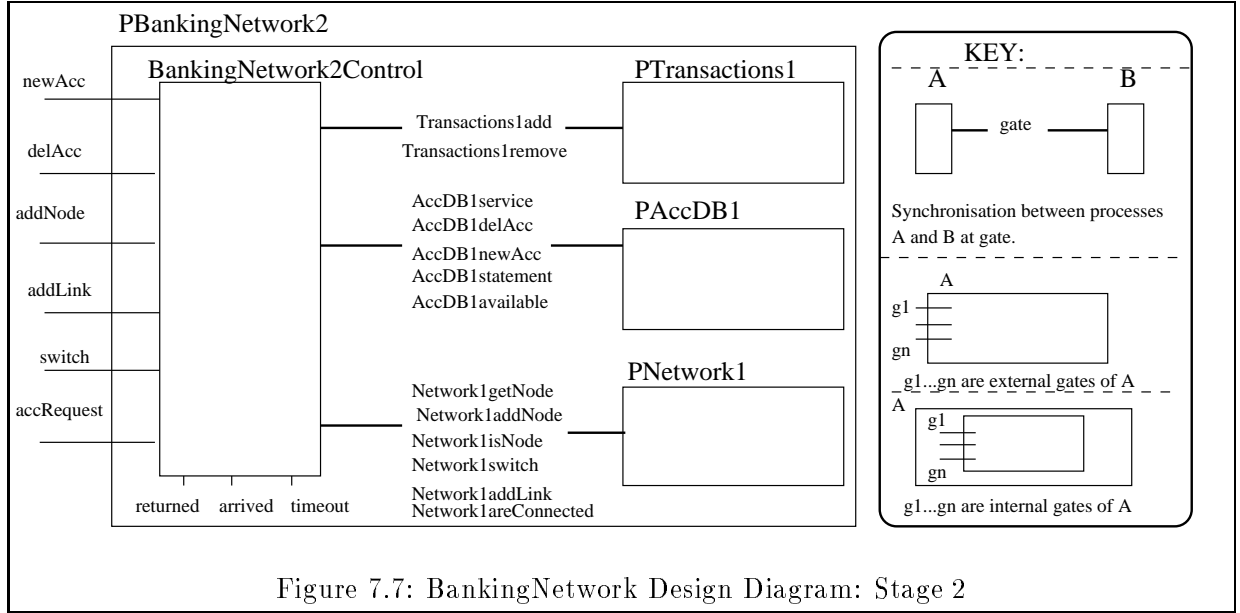 PBankingNetwork2
BankingNetwork2Control
newAcc
delAcc
addNode
addLink
switch
accRequest
returned arrived timeout
Transactions1add
Transactions1remove
AccDB1service
AccDB1delAcc
AccDB1newAcc
AccDB1statement
AccDB1available
Network1getNode
Network1addNode
Network1isNode
Network1switch
Network1addLink
Network1areConnected
PTransactions1
PAccDB1
PNetwork1
KEY:
A B
gate
Synchronisation between processes
A and B at gate.
A
g1
gn
g1...gn are external gates of A
A
g1
gn
g1...gn are internal gates of A
Figure 7.7: BankingNetwork Design Diagram: Stage 2